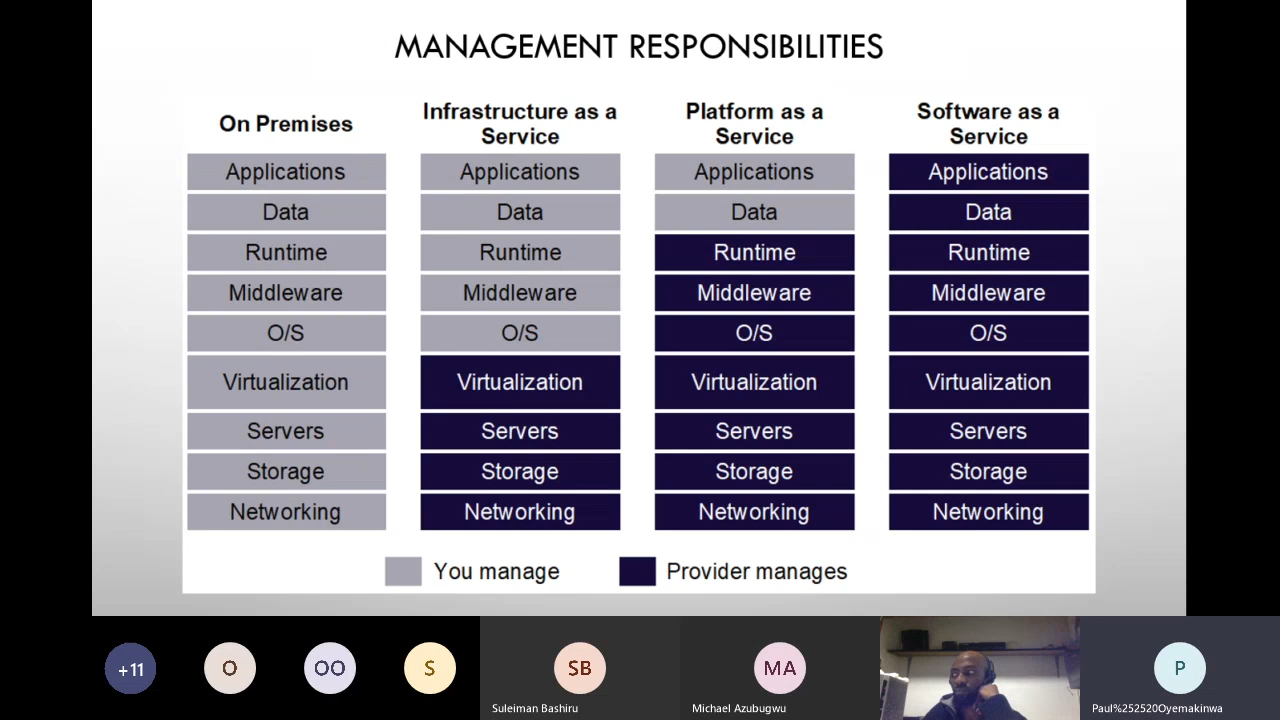 MANAGEMENT RESPONSIBILITIES
On Premises
Applications
Data
Runtime
Middleware
O/S
Virtualization
Servers
Storage
Networking
Infrastructure as a
Service
Applications
Data
Runtime
Middleware
O/S
Virtualization
Servers
Storage
Networking
Platform as a
Service
Applications
Data
Runtime
Middleware
O/S
Virtualization
Servers
Storage
Networking
Software as a
Service
Applications
Data
Runtime
Middleware
O/S
Virtualization
Servers
Storage
Networking
You manage
Provider manages
+11
O
OO
S
SB
Suleiman Bashiru
MA
Michael Azubugwu
P
Paul%252520Oyemakinwa